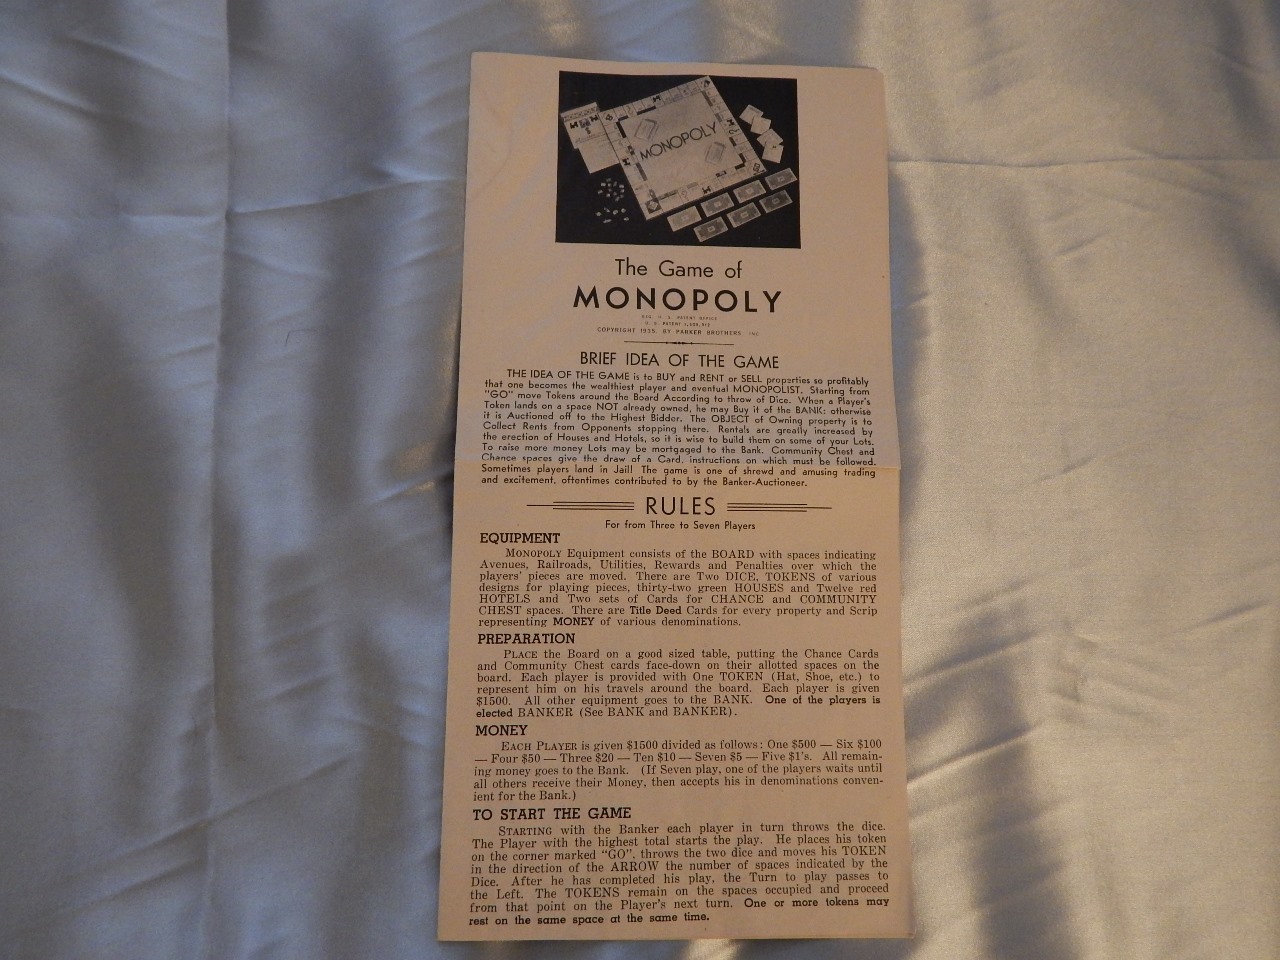 MONOPOLY
The Game of
MONOPOLY
REG. U. S. PATENT OFFICE
U. S. PATENT
COPYRIGHT 1935, BY PARKER BROTHERS INC
BRIEF IDEA OF THE GAME
THE IDEA OF THE GAME is to BUY and RENT or SELL properties so profitably
that one becomes the wealthiest player and eventual MONOPOLIST. Starting from
"GO" move Tokens around the Board According to throw of Dice. When a Player's
Token lands on a space NOT already owned, he may Buy it of the BANK: otherwise
it is Auctioned off to the Highest Bidder. The OBJECT of Owning property is to
Collect Rents from Opponents stopping there. Rentals are greatly increased by
the erection of Houses and Hotels, so it is wise to build them on some of your Lots.
To raise more money Lots may be mortgaged to the Bank. Community Chest and
Chance spaces give the draw of a Card, instructions on which must be followed.
Sometimes players land in Jail! The game is one of shrewd and amusing trading
and excitement, oftentimes contributed to by the Banker-Auctioneer.
RULES
For from Three to Seven Players
EQUIPMENT
MONOPOLY Equipment consists of the BOARD with spaces indicating
Avenues, Railroads, Utilities, Rewards and Penalties over which the
players' pieces are moved. There are Two DICE, TOKENS of various
designs for playing pieces, thirty-two green HOUSES and Twelve red
HOTELS and Two sets of Cards for CHANCE and COMMUNITY
CHEST spaces. There are Title Deed Cards for every property and Scrip
representing MONEY of various denominations.
PREPARATION
PLACE the Board on a good sized table, putting the Chance Cards
and Community Chest cards face-down on their allotted spaces on the
board. Each player is provided with One TOKEN (Hat, Shoe, etc.) to
represent him on his travels around the board. Each player is given
$1500. All other equipment goes to the BANK. One of the players is
elected BANKER (See BANK and BANKER).
MONEY
EACH PLAYER is given $1500 divided as follows: One $500 — Six $100
— Four $50 — Three $20 — Ten $10 — Seven $5 — Five $1's. All remain-
ing money goes to the Bank. (If Seven play, one of the players waits until
all others receive their Money, then accepts his in denominations conven-
ient for the Bank.)
TO START THE GAME
STARTING with the Banker each player in turn throws the dice.
The Player with the highest total starts the play. He places his token
on the corner marked "GO", throws the two dice and moves his TOKEN
in the direction of the ARROW the number of spaces indicated by the
Dice. After he has completed his play, the Turn to play passes to
the Left. The TOKENS remain on the spaces occupied and proceed
from that point on the Player's next turn. One or more tokens may
rest on the same space at the same time.